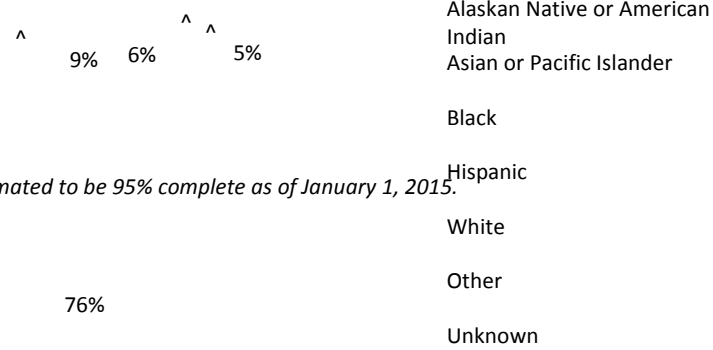 Alaskan Native or American
Indian
^
^
^
9%
6%
5%
Asian or Pacific Islander
Black
Hispanic
mated to be 95% complete as of January 1, 2015.
White
Other
76%
Unknown